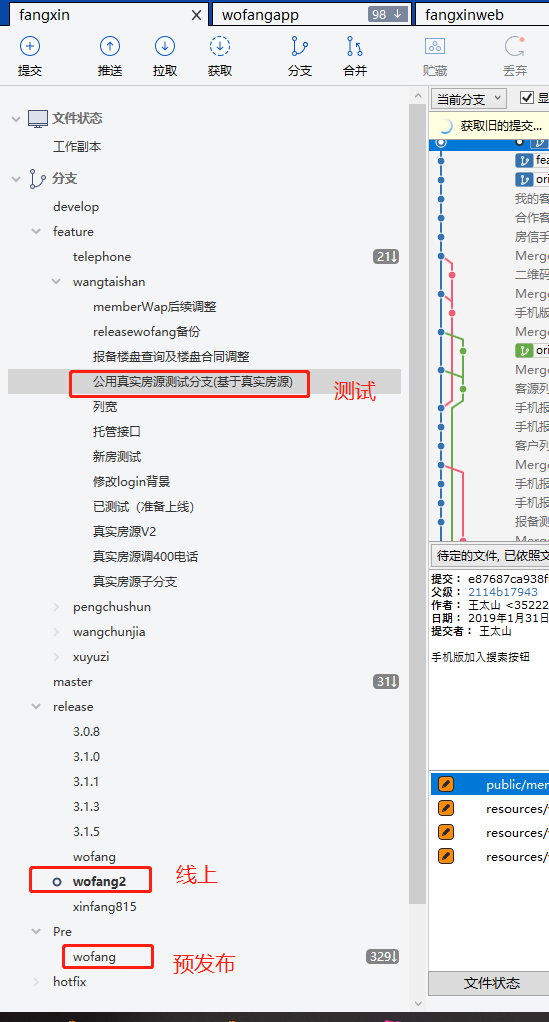 fangxin
wofangapp
98
fangxinweb
提交
推送
拉取
获取
分支
合并
贮藏
丢弃
文件状态
工作副本
分支
develop
feature
telephone
21
wangtaishan
memberWap后续调整
releasewofang备份
报备楼盘查询及楼盘合同调整
公用真实房源测试分支(基于真实房源)
测试
列宽
托管接口
新房测试
修改login背景
已测试（准备上线）
真实房源V2
真实房源调400电话
真实房源子分支
pengchushun
wangchunjia
xuyuzi
master
31
release
3.0.8
3.1.0
3.1.1
3.1.3
3.1.5
wofang
wofang2
线上
xinfang815
Pre
wofang
预发布
329
hotfix
当前分支
显
获取旧的提交...
fea
ori
我的客
合作客
房信手
Merge
二维码
Merge
手机版
Merge
ori
Merge
客源列
手机报
手机报
客户列
Merge
手机报
手机报
报备测
待定的文件, 已依照文
提交： e87687ca938f
父级： 2114b17943
作者： 王太山 <35222
日期： 2019年1月31日
提交者： 王太山
手机版加入搜索按钮
public/mer
resources/
resources/
resources/
文件状态